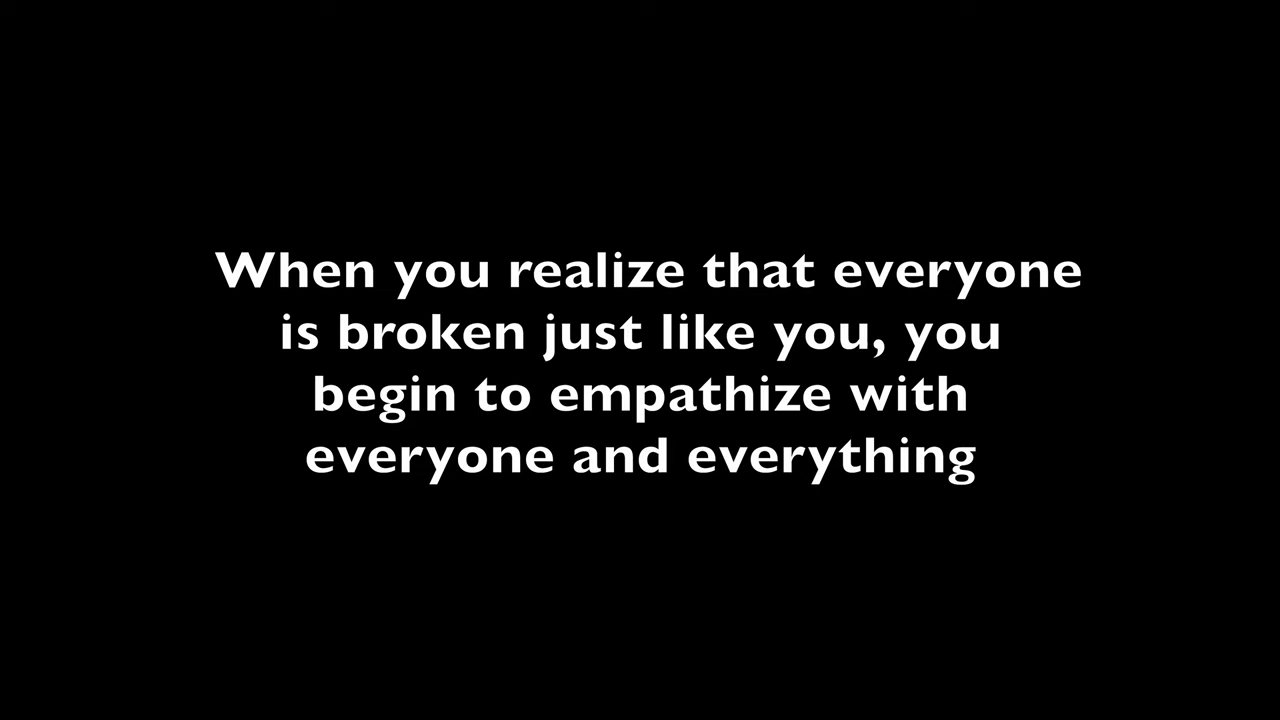 When you realize that everyone
is broken just like you, you
begin to empathize with
everyone and everything